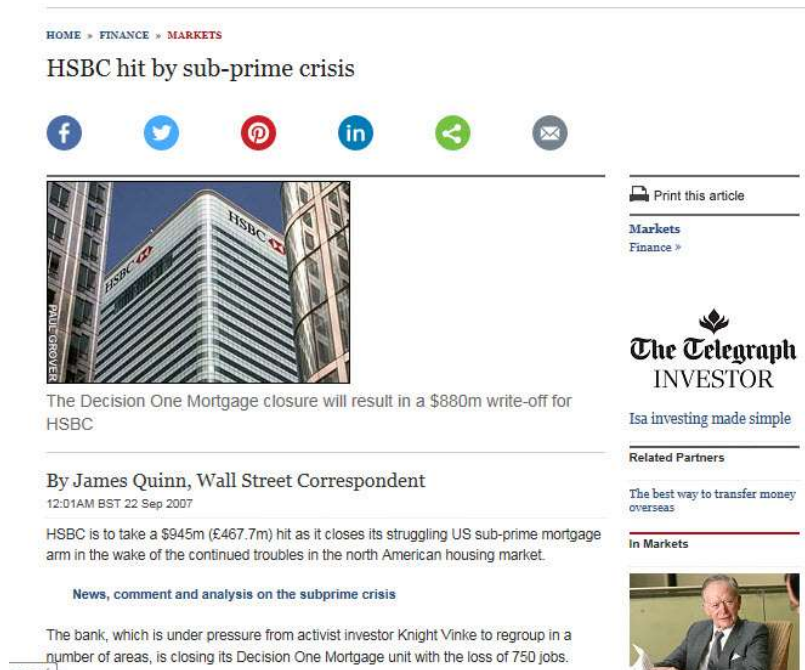 HOME » FINANCE » MARKETS
HSBC hit by sub-prime crisis
HSBC
HSBC
PAUL GROVER
The Decision One Mortgage closure will result in a $880m write-off for
HSBC
By James Quinn, Wall Street Correspondent
12:01AM BST 22 Sep 2007
HSBC is to take a $945m (£467.7m) hit as it closes its struggling US sub-prime mortgage
arm in the wake of the continued troubles in the north American housing market.
News, comment and analysis on the subprime crisis
The bank, which is under pressure from activist investor Knight Vinke to regroup in a
number of areas, is closing its Decision One Mortgage unit with the loss of 750 jobs.
Print this article
Markets
Finance »
The Telegraph
INVESTOR
Isa investing made simple
Related Partners
The best way to transfer money
overseas
In Markets